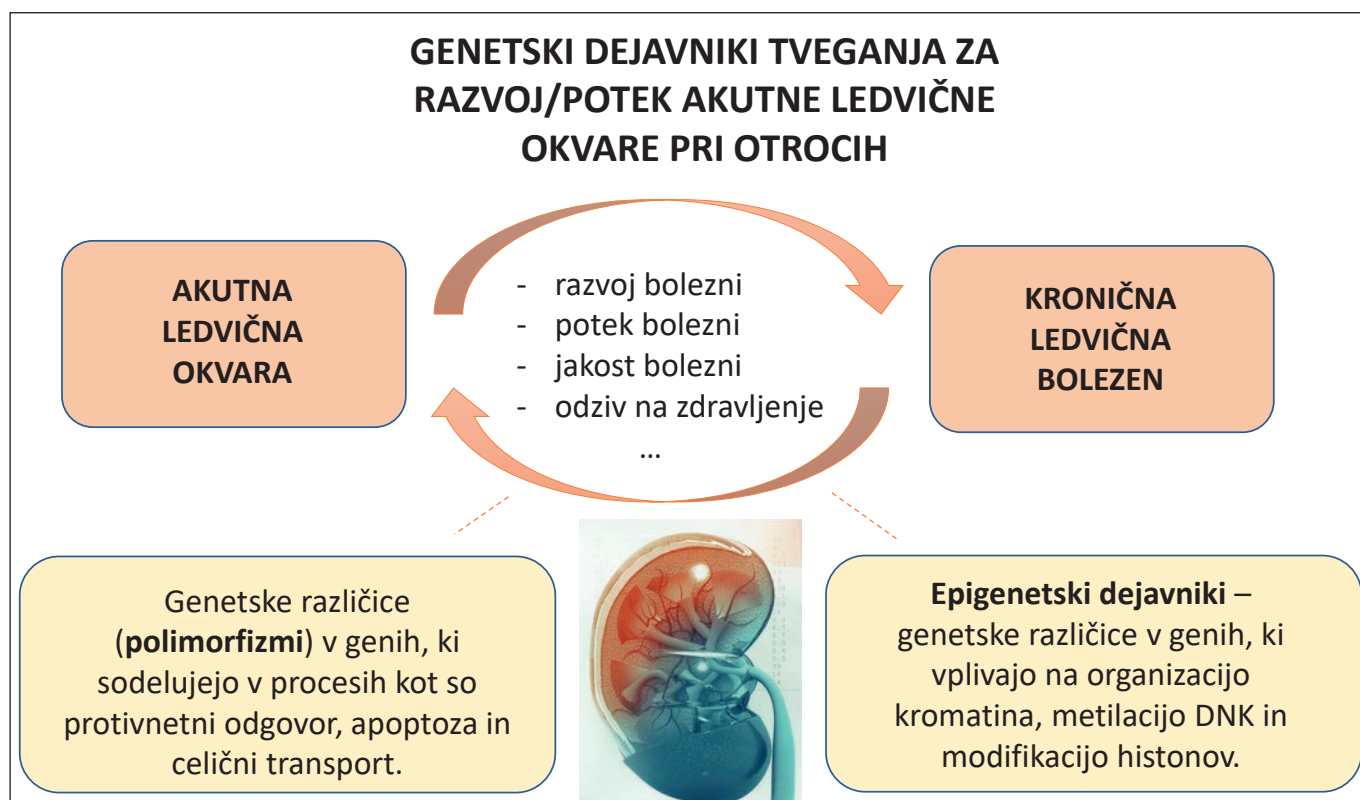 GENETSKI DEJAVNIKI TVEGANJA ZA
RAZVOJ/POTEK AKUTNE LEDVIČNE
OKVARE PRI OTROCIH
AKUTNA
LEDVIČNA
OKVARA
- razvoj bolezni
- potek bolezni
- jakost bolezni
- odziv na zdravljenje
...
KRONIČNA
LEDVIČNA
BOLEZEN
Genetske različice
(polimorfizmi) v genih, ki
sodelujejo v procesih kot so
protivnetni odgovor, apoptoza in
celični transport.
Epigenetski dejavniki –
genetske različice v genih, ki
vplivajo na organizacijo
kromatina, metilacijo DNK in
modifikacijo histonov.